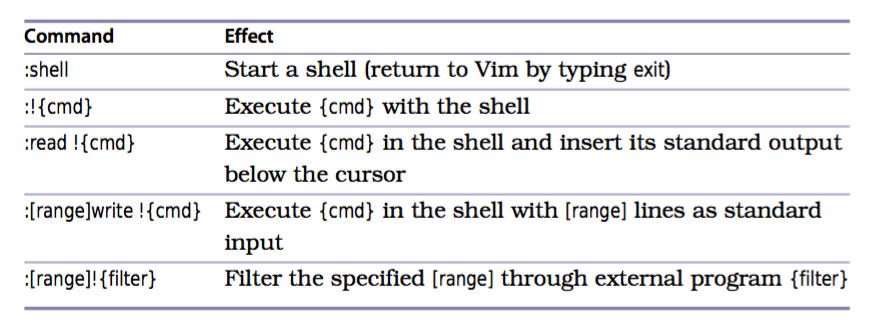 Command Effect
:shell Start a shell (return to Vim by typing exit)
:!{cmd} Execute {cmd} with the shell
:read !{cmd} Execute {cmd} in the shell and insert its standard output
below the cursor
:[range]write !{cmd} Execute {cmd} in the shell with [range] lines as standard
input
:[range]!{filter} Filter the specified [range] through external program {filter}